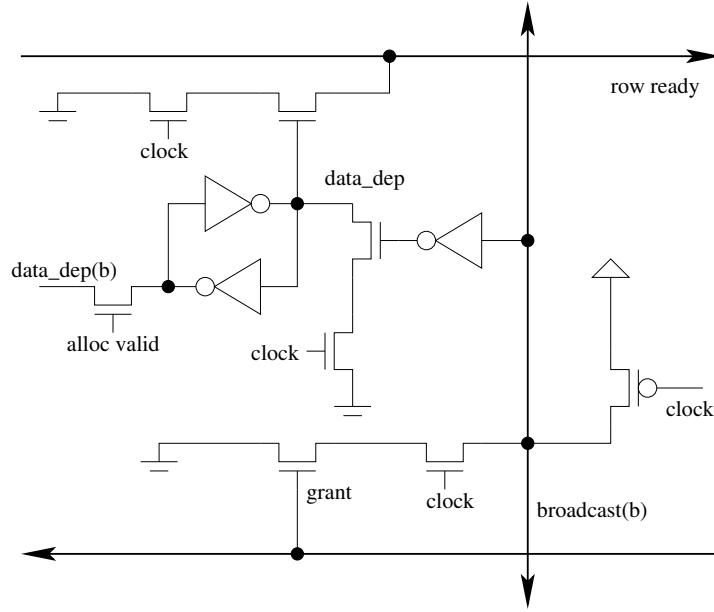 row ready
clock
data_dep
data_dep(b)
alloc valid
clock
clock
grant
clock
broadcast(b)